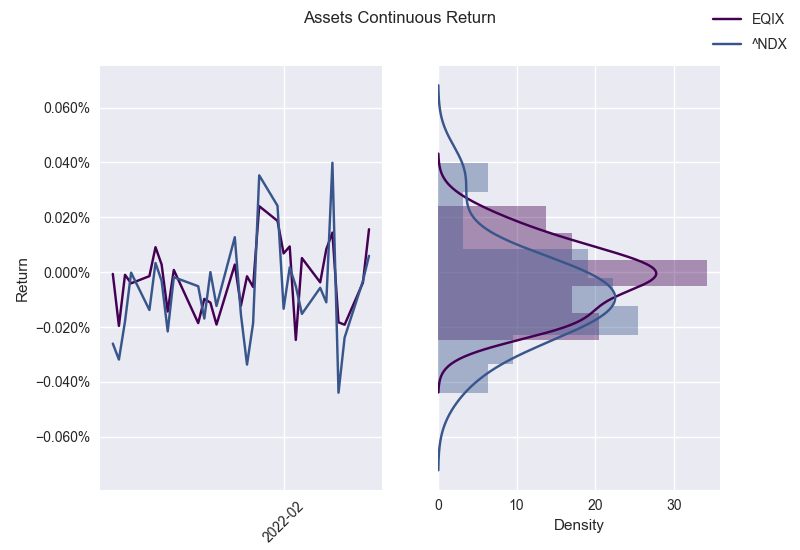 Assets Continuous Return
EQIX
^NDX
Return
0.060%
0.040%
0.020%
0.000%
−0.020%
−0.040%
−0.060%
2022-02
0
10
20
30
Density